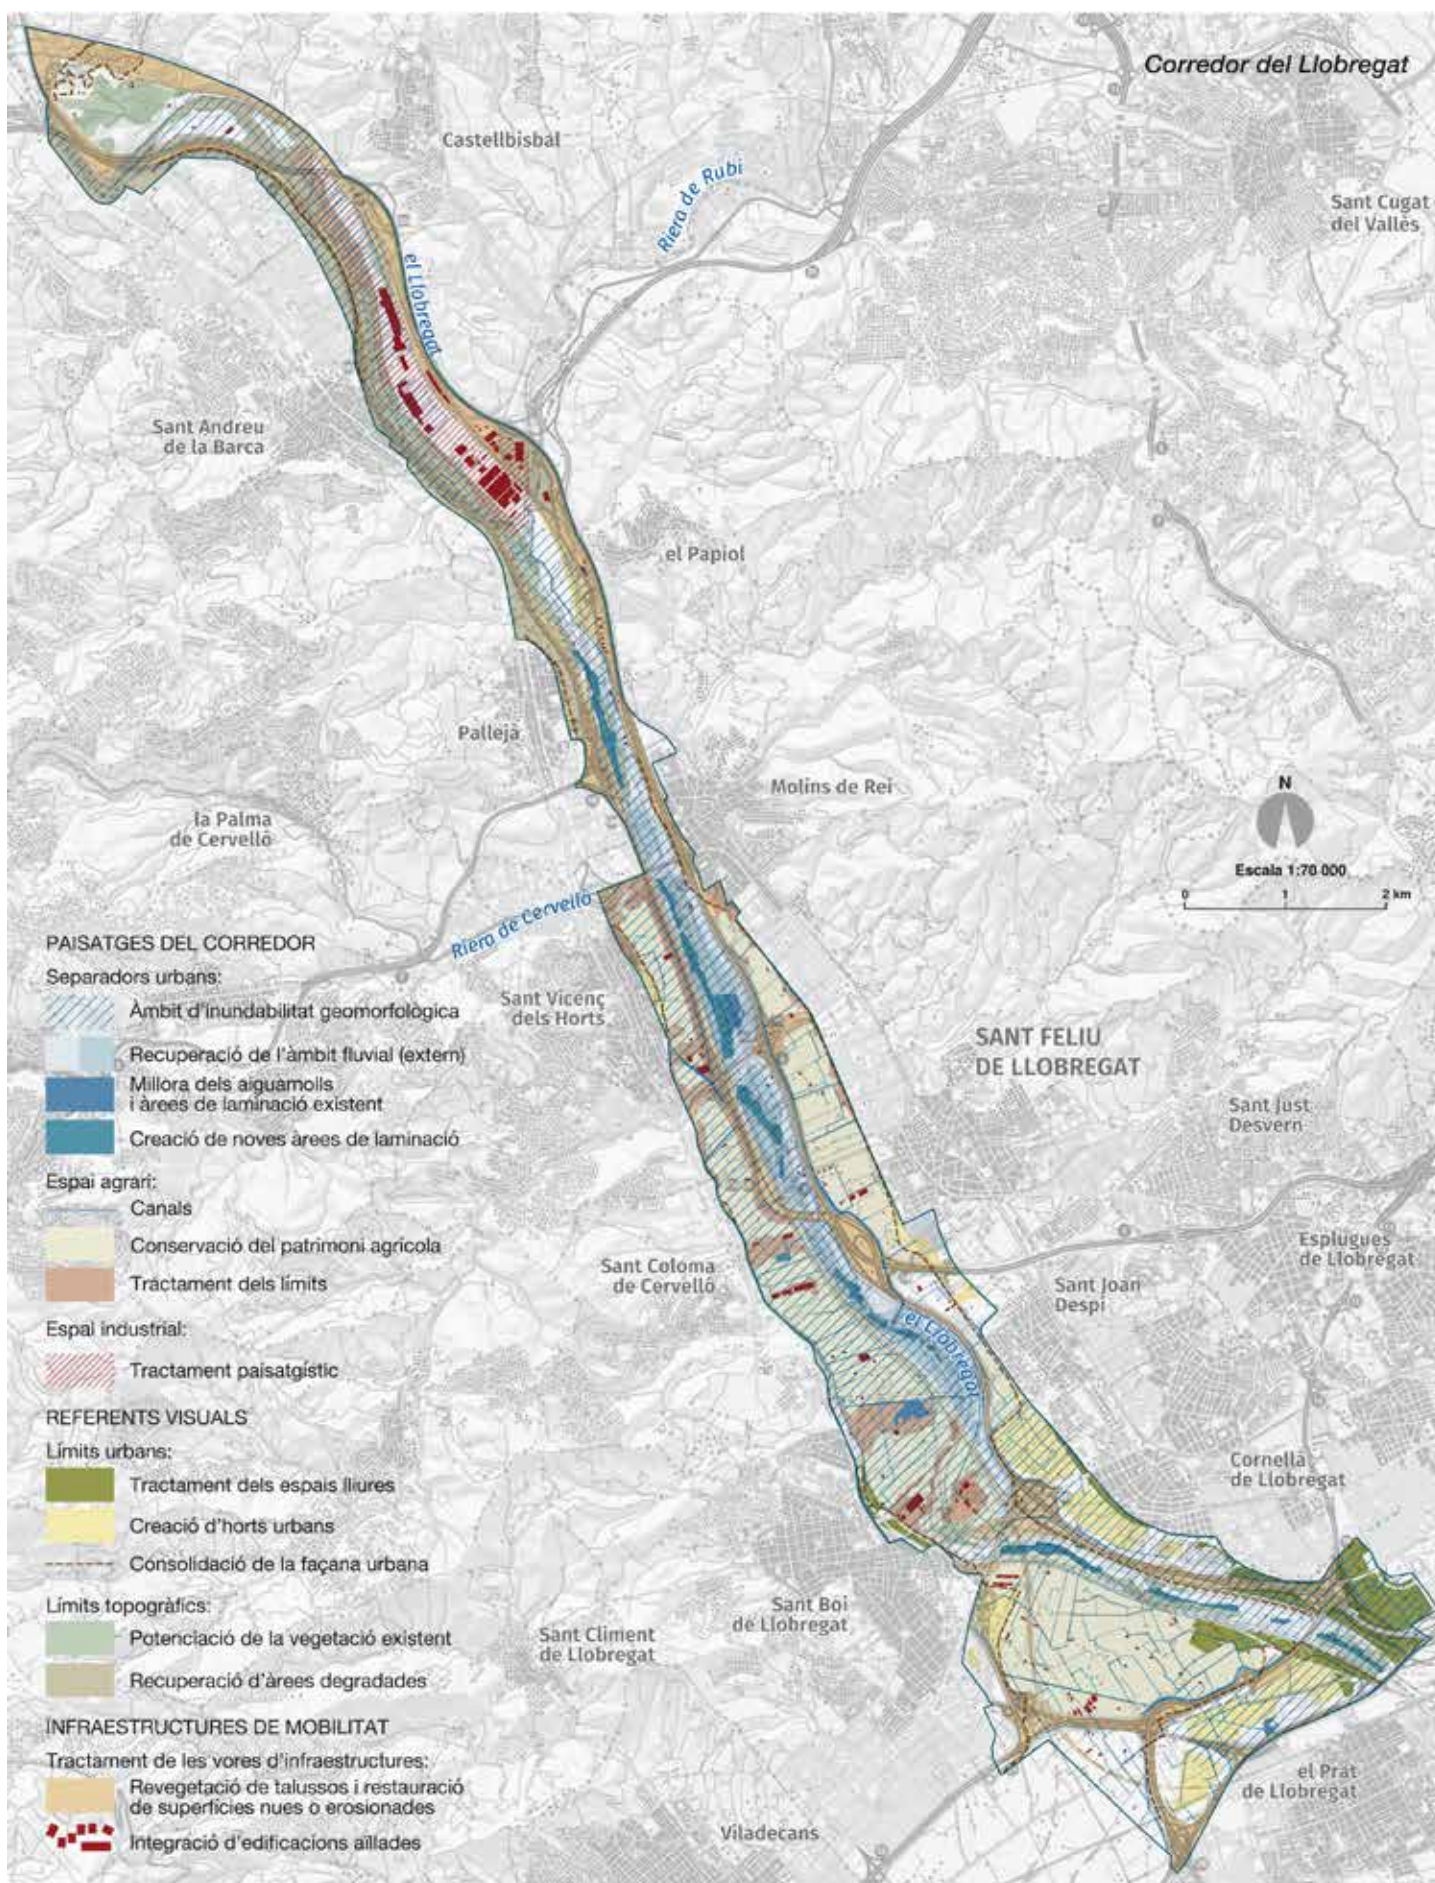 Corredor del Llobregat
Castellbisbal
Riera de Rubí
Sant Cugat
del Vallès
el Llobregat
Sant Andreu
de la Barca
el Papiol
Pallejà
Molins de Rei
N
Escala 1:70 000
0 1 2 km
la Palma
de Cervelló
Riera de Cervelló
Sant Vicenç
dels Horts
SANT FELIU
DE LLOBREGAT
Sant Just
Desvern
Esplugues
de Llobregat
Sant Coloma
de Cervelló
Sant Joan
Despí
el Llobregat
Cornellà
de Llobregat
Sant Boi
de Llobregat
Sant Climent
de Llobregat
el Prat
de Llobregat
Viladecans
PAISATGES DEL CORREDOR
Separadors urbans:
Àmbit d'inundabilitat geomorfològica
Recuperació de l'àmbit fluvial (extern)
Millora dels aiguamolls
i àrees de laminació existent
Creació de noves àrees de laminació
Espai agrari:
Canals
Conservació del patrimoni agrícola
Tractament dels límits
Espai industrial:
Tractament paisatgístic
REFERENTS VISUALS
Límits urbans:
Tractament dels espais lliures
Creació d'horts urbans
Consolidació de la façana urbana
Límits topogràfics:
Potenciació de la vegetació existent
Recuperació d'àrees degradades
INFRAESTRUCTURES DE MOBILITAT
Tractament de les vores d'infraestructures:
Revegetació de talussos i restauració
de superfícies nues o erosionades
Integració d'edificacions aïllades